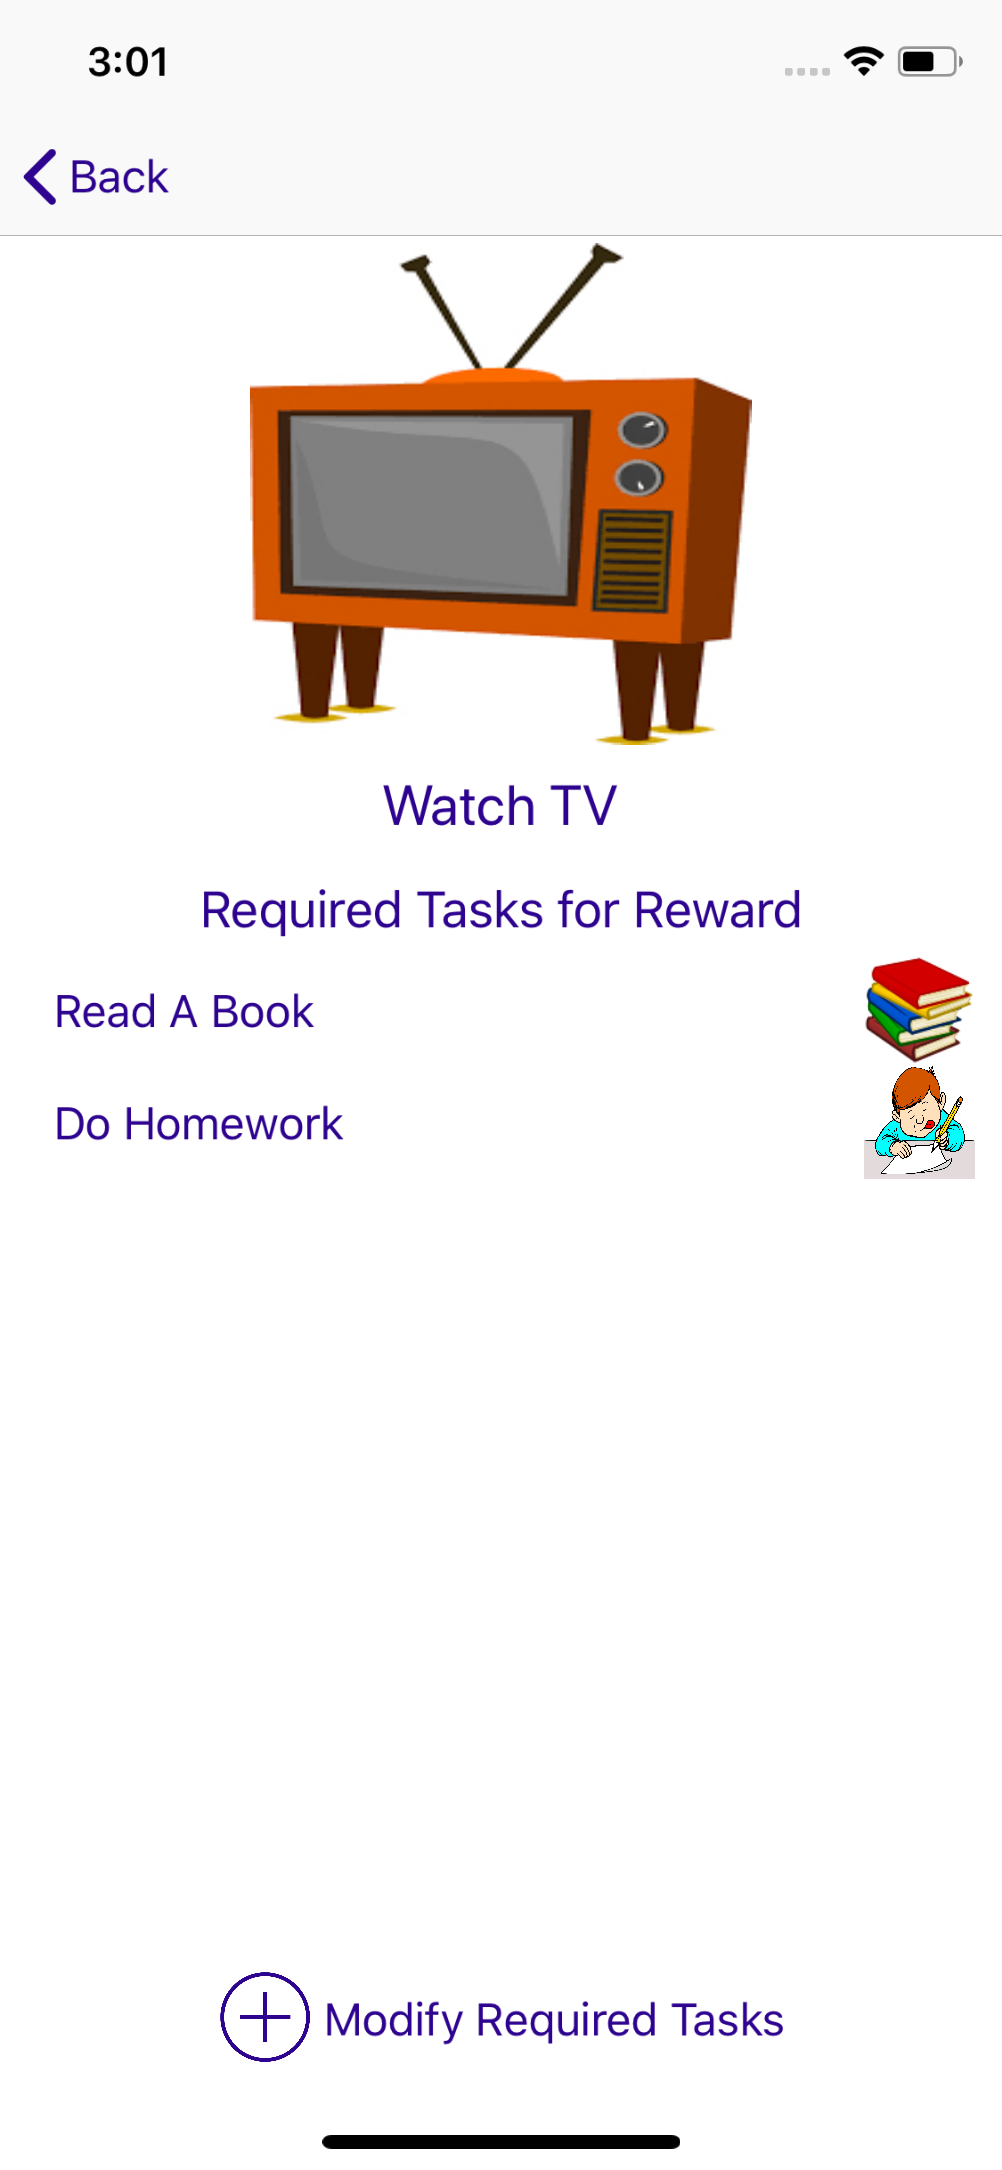 3:01
Back
Watch TV
Required Tasks for Reward
Read A Book
Do Homework
Modify Required Tasks